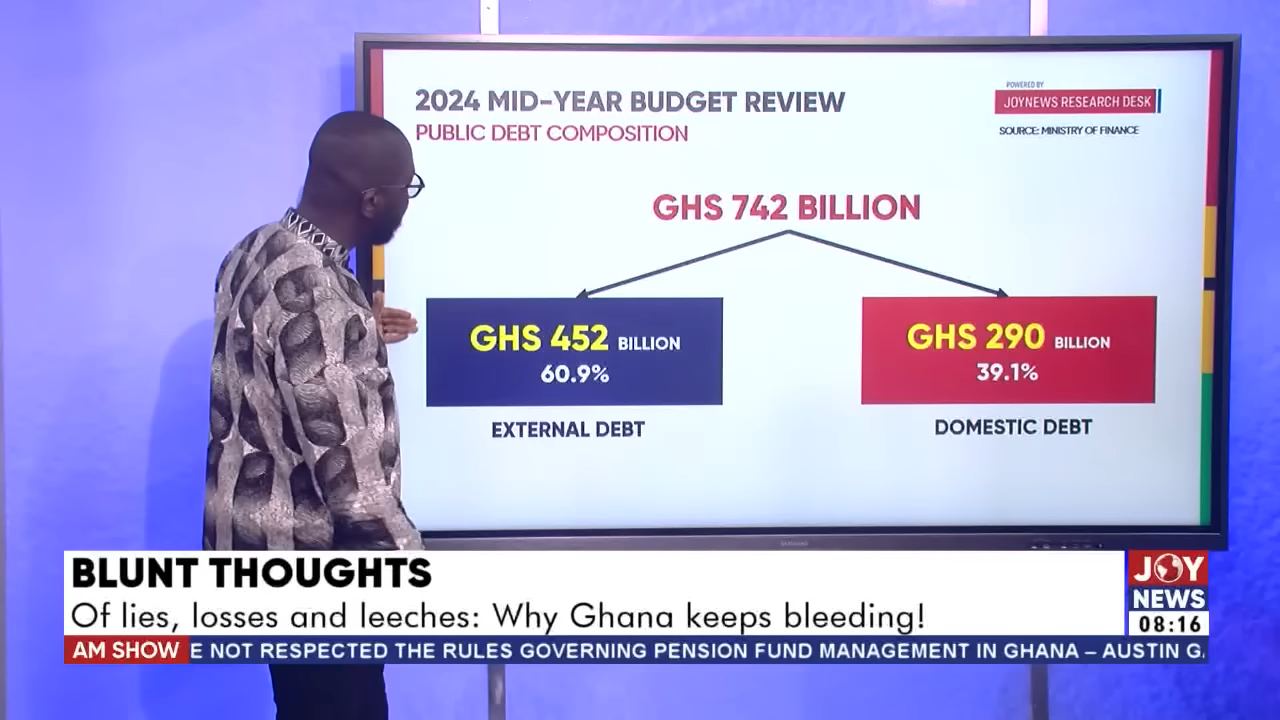 2024 MID-YEAR BUDGET REVIEW
PUBLIC DEBT COMPOSITION
POWERED BY
JOYNEWS RESEARCH DESK
SOURCE: MINISTRY OF FINANCE
GHS 742 BILLION
GHS 452 BILLION
60.9%
EXTERNAL DEBT
GHS 290 BILLION
39.1%
DOMESTIC DEBT
SAMSUNG
BLUNT THOUGHTS
Of lies, losses and leeches: Why Ghana keeps bleeding!
JOY
NEWS
08:16
AM SHOW E NOT RESPECTED THE RULES GOVERNING PENSION FUND MANAGEMENT IN GHANA – AUSTIN G